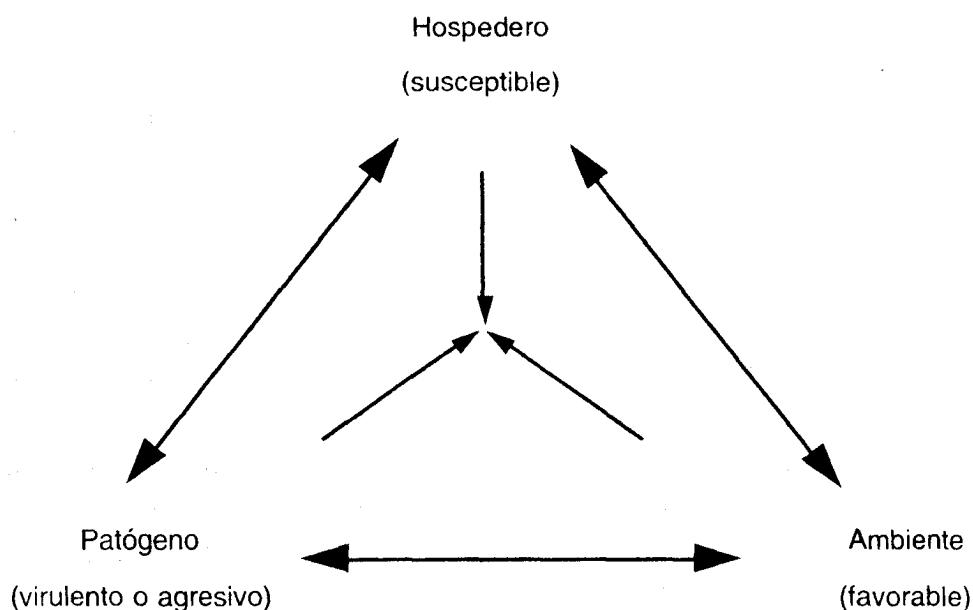 Hospedero
(susceptible)
Patógeno
(virulento o agresivo)
Ambiente
(favorable)